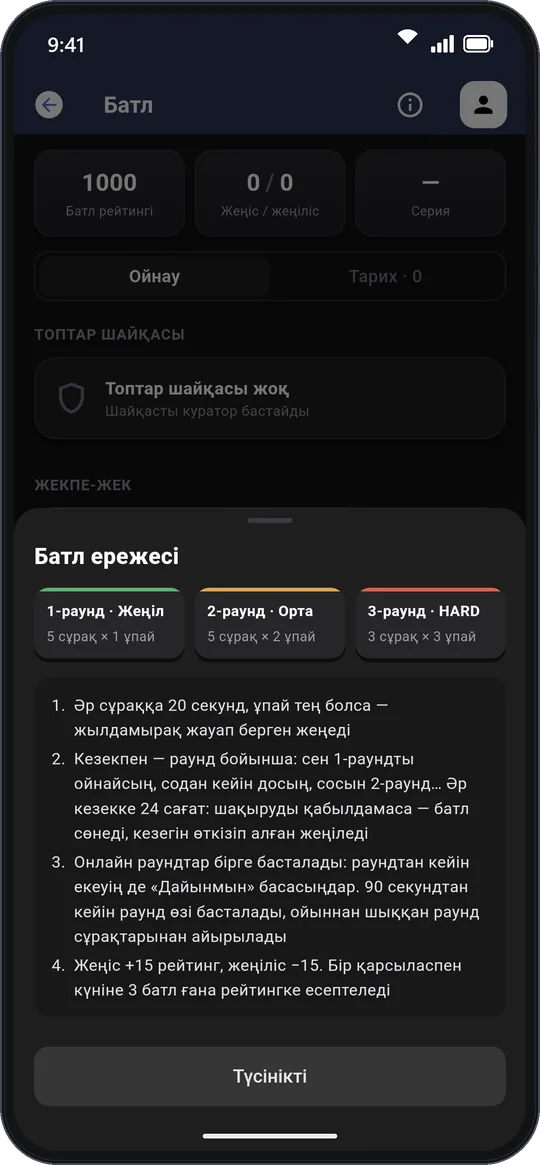 9:41
Батл
1000
0 / 0
—
Батл рейтингі
Жеңіс / жеңіліс
Серия
Ойнау
Тарих · 0
ТОПТАР ШАЙҚАСЫ
Топтар шайқасы жоқ
Шайқасты куратор бастайды
ЖЕКПЕ-ЖЕК
Батл ережесі
1-раунд · Жеңіл
5 сұрақ × 1 ұпай
2-раунд · Орта
5 сұрақ × 2 ұпай
3-раунд · HARD
3 сұрақ × 3 ұпай
1. Әр сұраққа 20 секунд, ұпай тең болса —
жылдамырақ жауап берген жеңеді
2. Кезекпен — раунд бойынша: сен 1-раундты
ойнайсың, содан кейін досың, сосын 2-раунд… Әр
кезекке 24 сағат: шақыруды қабылдамаса — батл
сөнеді, кезегін өткізіп алған жеңіледі
3. Онлайн раундтар бірге басталады: раундтан кейін
екеуің де «Дайынмын» басасыңдар. 90 секундтан
кейін раунд өзі басталады, ойыннан шыққан раунд
сұрақтарынан айырылады
4. Жеңіс +15 рейтинг, жеңіліс −15. Бір қарсыласпен
күніне 3 батл ғана рейтингке есептеледі
Түсінікті